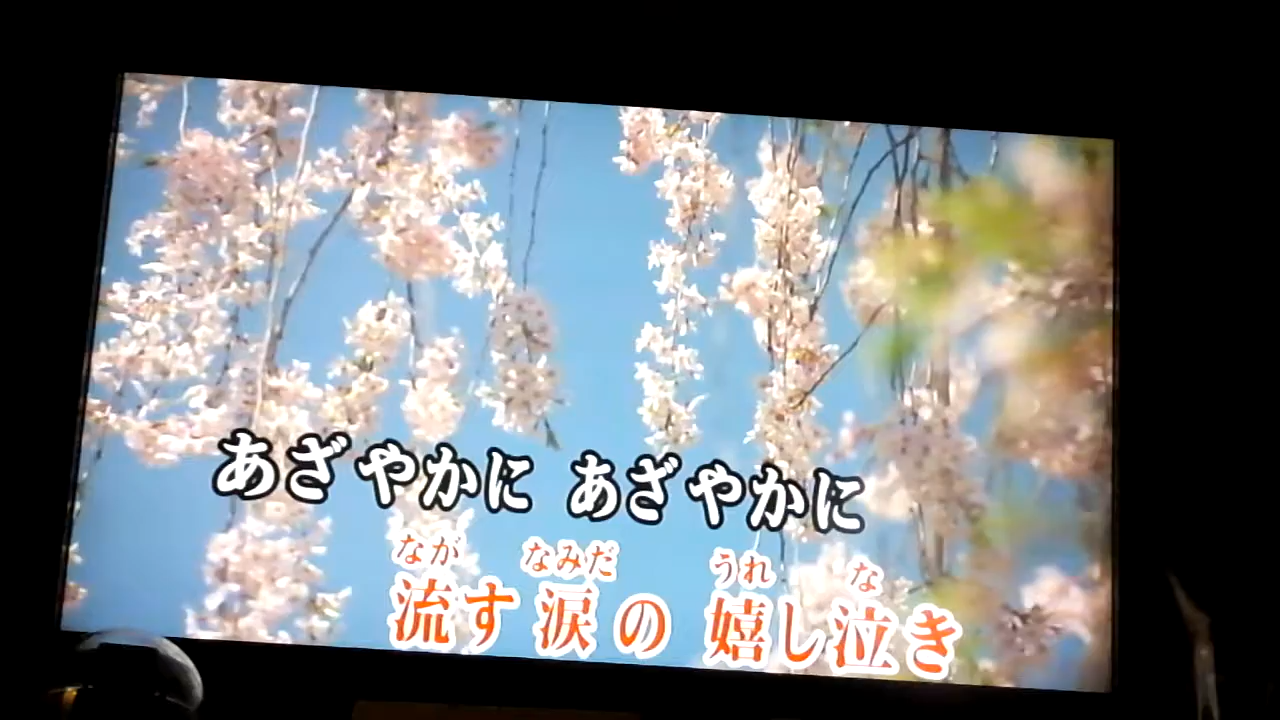 あざやかに あざやかに
なが なみだ うれ な
流す 涙の 嬉し泣き